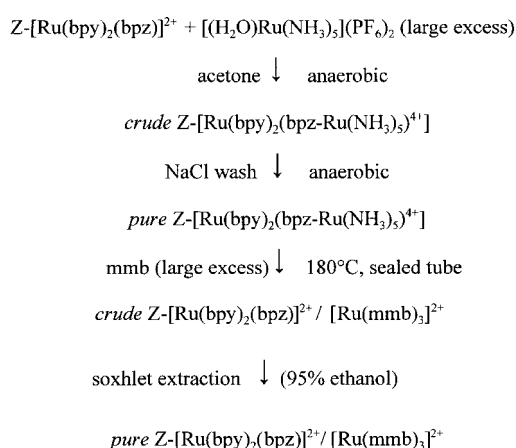 Z-[Ru(bpy)₂(bpz)]²⁺ + [(H₂O)Ru(NH₃)₅](PF₆)₂ (large excess)
acetone ↓ anaerobic
crude Z-[Ru(bpy)₂(bpz-Ru(NH₃)₅)⁴⁺]
NaCl wash ↓ anaerobic
pure Z-[Ru(bpy)₂(bpz-Ru(NH₃)₅)⁴⁺]
mmb (large excess) ↓ 180°C, sealed tube
crude Z-[Ru(bpy)₂(bpz)]²⁺ / [Ru(mmb)₃]²⁺
soxhlet extraction ↓ (95% ethanol)
pure Z-[Ru(bpy)₂(bpz)]²⁺/ [Ru(mmb)₃]²⁺